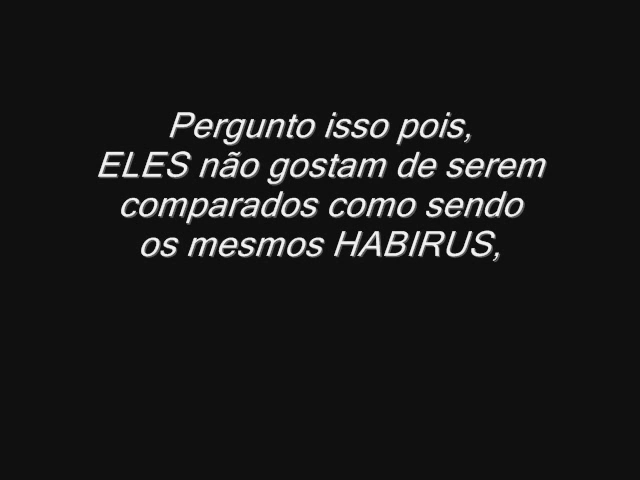 Pergunto isso pois,
ELES não gostam de serem
comparados como sendo
os mesmos HABIRUS,